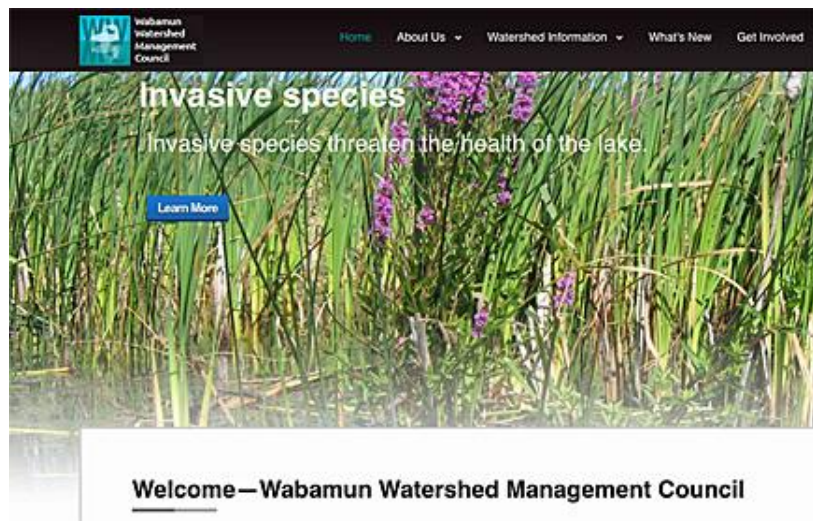 Wabamun
Watershed
Management
Council
Home About Us Watershed Information What's New Get Involved
Invasive species
Invasive species threaten the health of the lake.
Learn More
Welcome—Wabamun Watershed Management Council